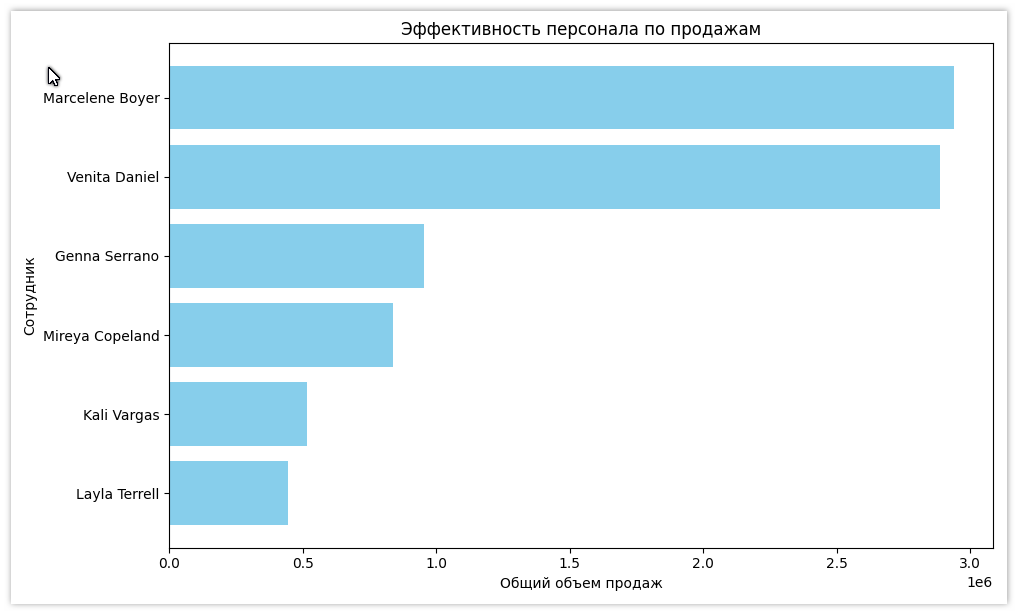 Эффективность персонала по продажам
Сотрудник
Marcelene Boyer
Venita Daniel
Genna Serrano
Mireya Copeland
Kali Vargas
Layla Terrell
0.0 0.5 1.0 1.5 2.0 2.5 3.0
1e6
Общий объем продаж